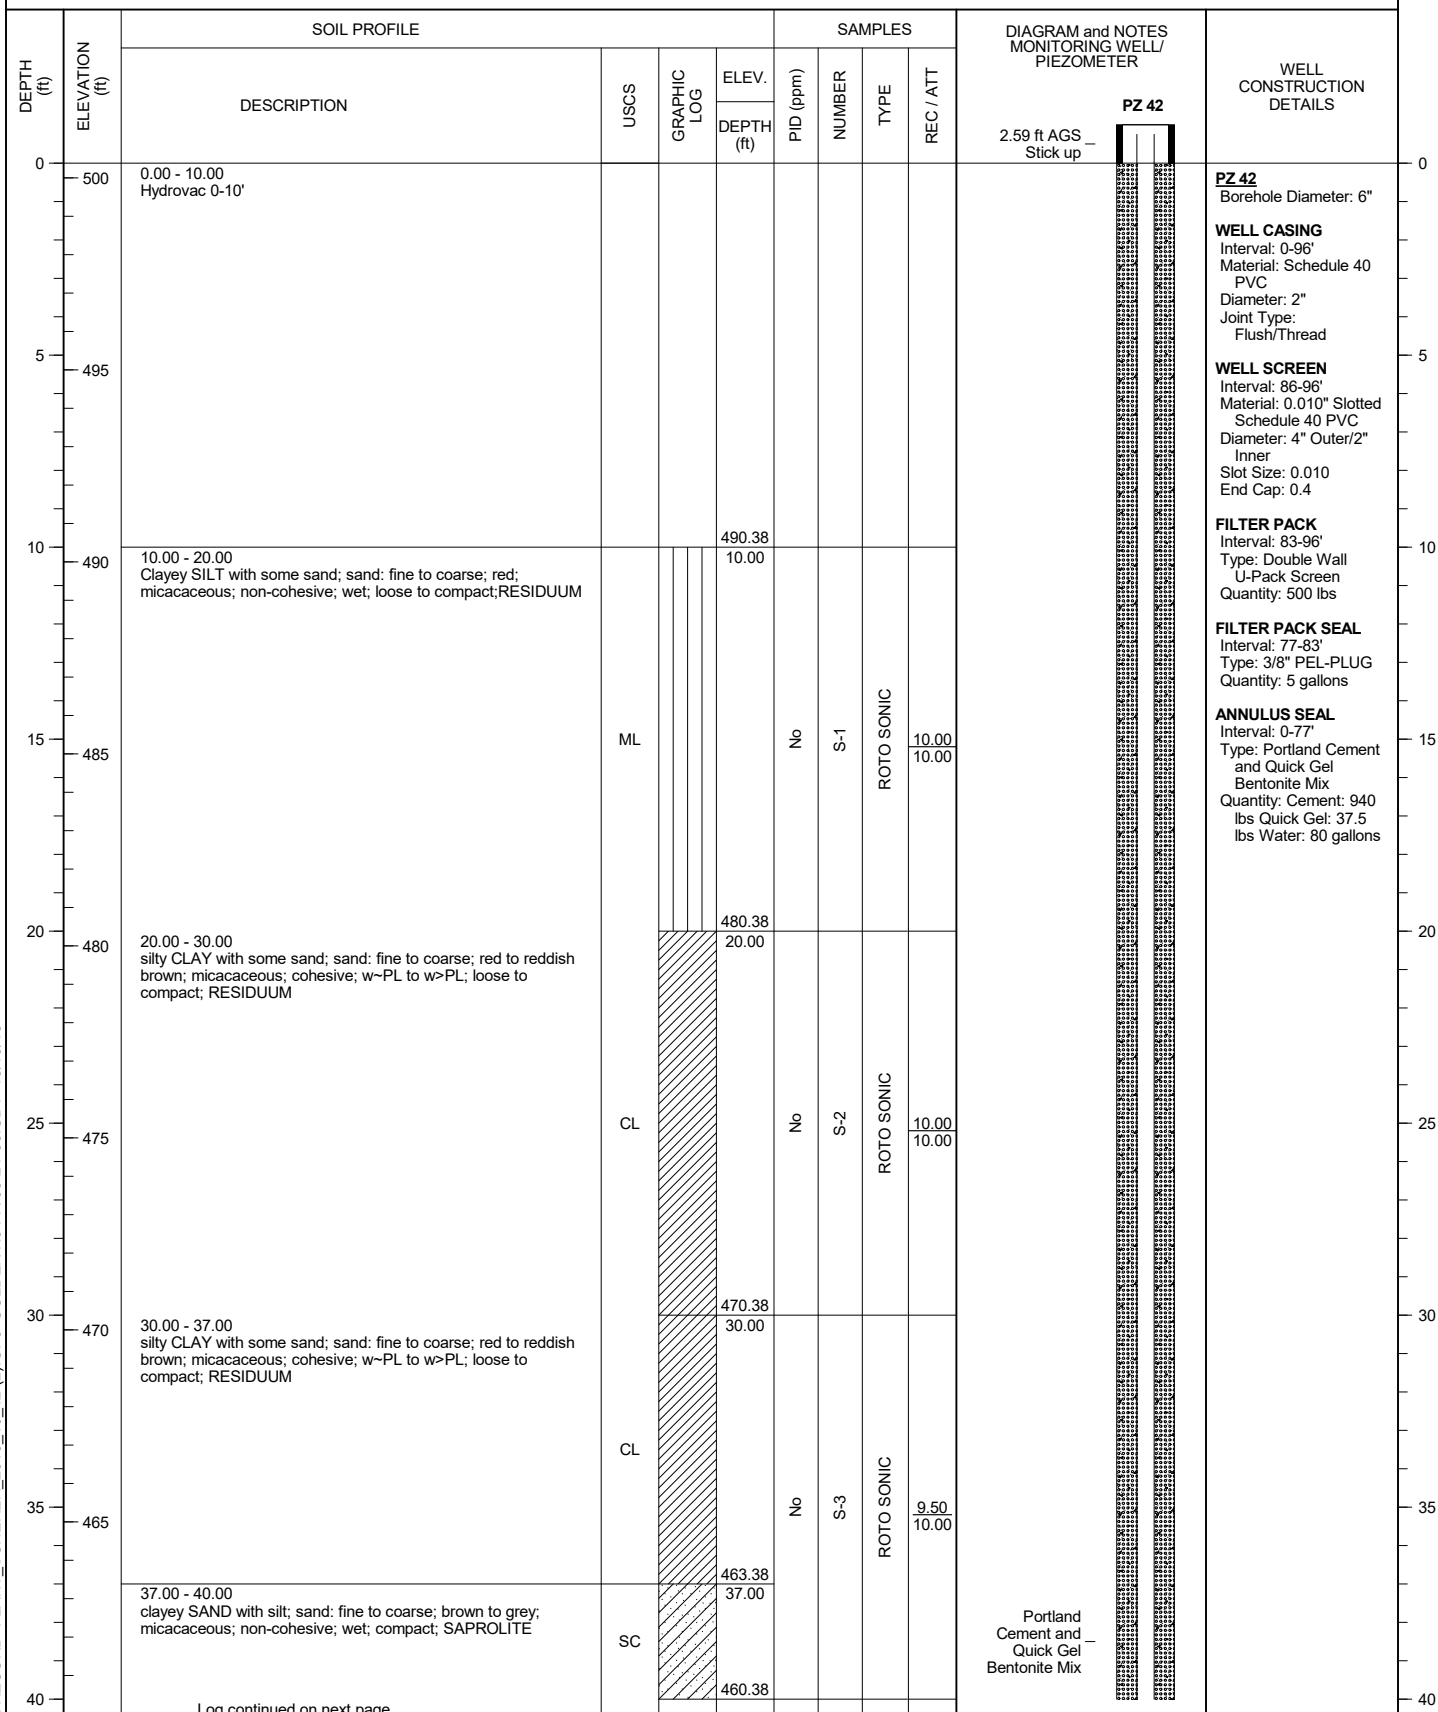 SOIL PROFILE
SAMPLES
DIAGRAM and NOTES
MONITORING WELL/
PIEZOMETER
WELL
CONSTRUCTION
DETAILS
DEPTH
(ft)
ELEVATION
(ft)
DESCRIPTION
USCS
GRAPHIC
LOG
ELEV.
DEPTH
(ft)
PID (ppm)
NUMBER
TYPE
REC / ATT
PZ 42
2.59 ft AGS
Stick up
0
500
0.00 - 10.00
Hydrovac 0-10'
0
5
495
5
490.38
10
490
10.00 - 20.00
Clayey SILT with some sand; sand: fine to coarse; red;
micacaceous; non-cohesive; wet; loose to compact;RESIDUUM
10.00
10
15
485
ML
No
S-1
ROTO SONIC
10.00
10.00
15
480.38
20
480
20.00 - 30.00
silty CLAY with some sand; sand: fine to coarse; red to reddish
brown; micacaceous; cohesive; w~PL to w>PL; loose to
compact; RESIDUUM
20.00
20
25
475
CL
No
S-2
ROTO SONIC
10.00
10.00
25
470.38
30
470
30.00 - 37.00
silty CLAY with some sand; sand: fine to coarse; red to reddish
brown; micacaceous; cohesive; w~PL to w>PL; loose to
compact; RESIDUUM
30.00
30
CL
35
465
No
S-3
ROTO SONIC
9.50
10.00
35
463.38
37.00 - 40.00
clayey SAND with silt; sand: fine to coarse; brown to grey;
micacaceous; non-cohesive; wet; compact; SAPROLITE
37.00
SC
460.38
Portland
Cement and
Quick Gel
Bentonite Mix
40
40
Log continued on next page
PZ 42
Borehole Diameter: 6"
WELL CASING
Interval: 0-96'
Material: Schedule 40
PVC
Diameter: 2"
Joint Type:
Flush/Thread
WELL SCREEN
Interval: 86-96'
Material: 0.010" Slotted
Schedule 40 PVC
Diameter: 4" Outer/2"
Inner
Slot Size: 0.010
End Cap: 0.4
FILTER PACK
Interval: 83-96'
Type: Double Wall
U-Pack Screen
Quantity: 500 lbs
FILTER PACK SEAL
Interval: 77-83'
Type: 3/8" PEL-PLUG
Quantity: 5 gallons
ANNULUS SEAL
Interval: 0-77'
Type: Portland Cement
and Quick Gel
Bentonite Mix
Quantity: Cement: 940
lbs Quick Gel: 37.5
lbs Water: 80 gallons